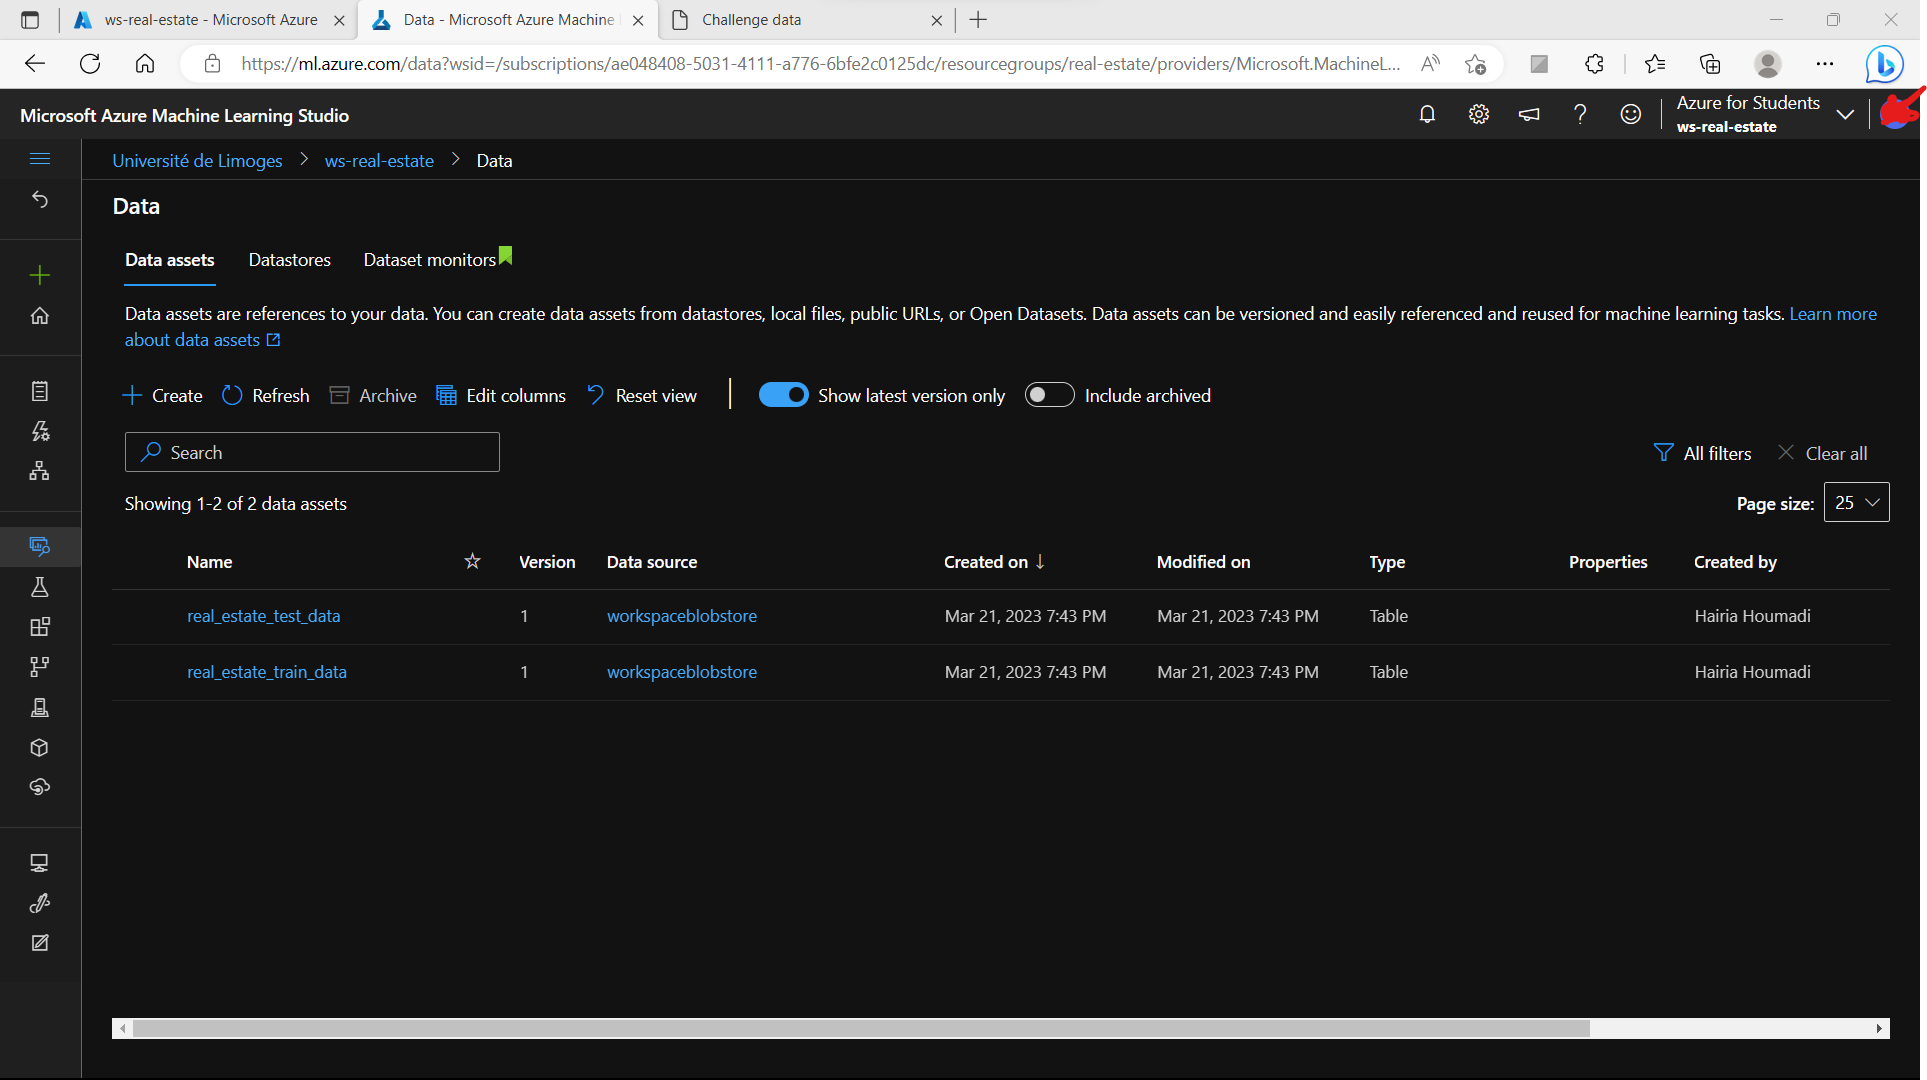 ws-real-estate - Microsoft Azure
Data - Microsoft Azure Machine
Challenge data
https://ml.azure.com/data?wsid=/subscriptions/ae048408-5031-4111-a776-6bfe2c0125dc/resourcegroups/real-estate/providers/Microsoft.MachineL...
Microsoft Azure Machine Learning Studio
Azure for Students
ws-real-estate
Université de Limoges > ws-real-estate > Data
Data
Data assets Datastores Dataset monitors
Data assets are references to your data. You can create data assets from datastores, local files, public URLs, or Open Datasets. Data assets can be versioned and easily referenced and reused for machine learning tasks. Learn more
about data assets
Create Refresh Archive Edit columns Reset view Show latest version only Include archived
Search
All filters Clear all
Showing 1-2 of 2 data assets
Page size: 25
Name Version Data source Created on ↓ Modified on Type Properties Created by
real_estate_test_data 1 workspaceblobstore Mar 21, 2023 7:43 PM Mar 21, 2023 7:43 PM Table Hairia Houmadi
real_estate_train_data 1 workspaceblobstore Mar 21, 2023 7:43 PM Mar 21, 2023 7:43 PM Table Hairia Houmadi